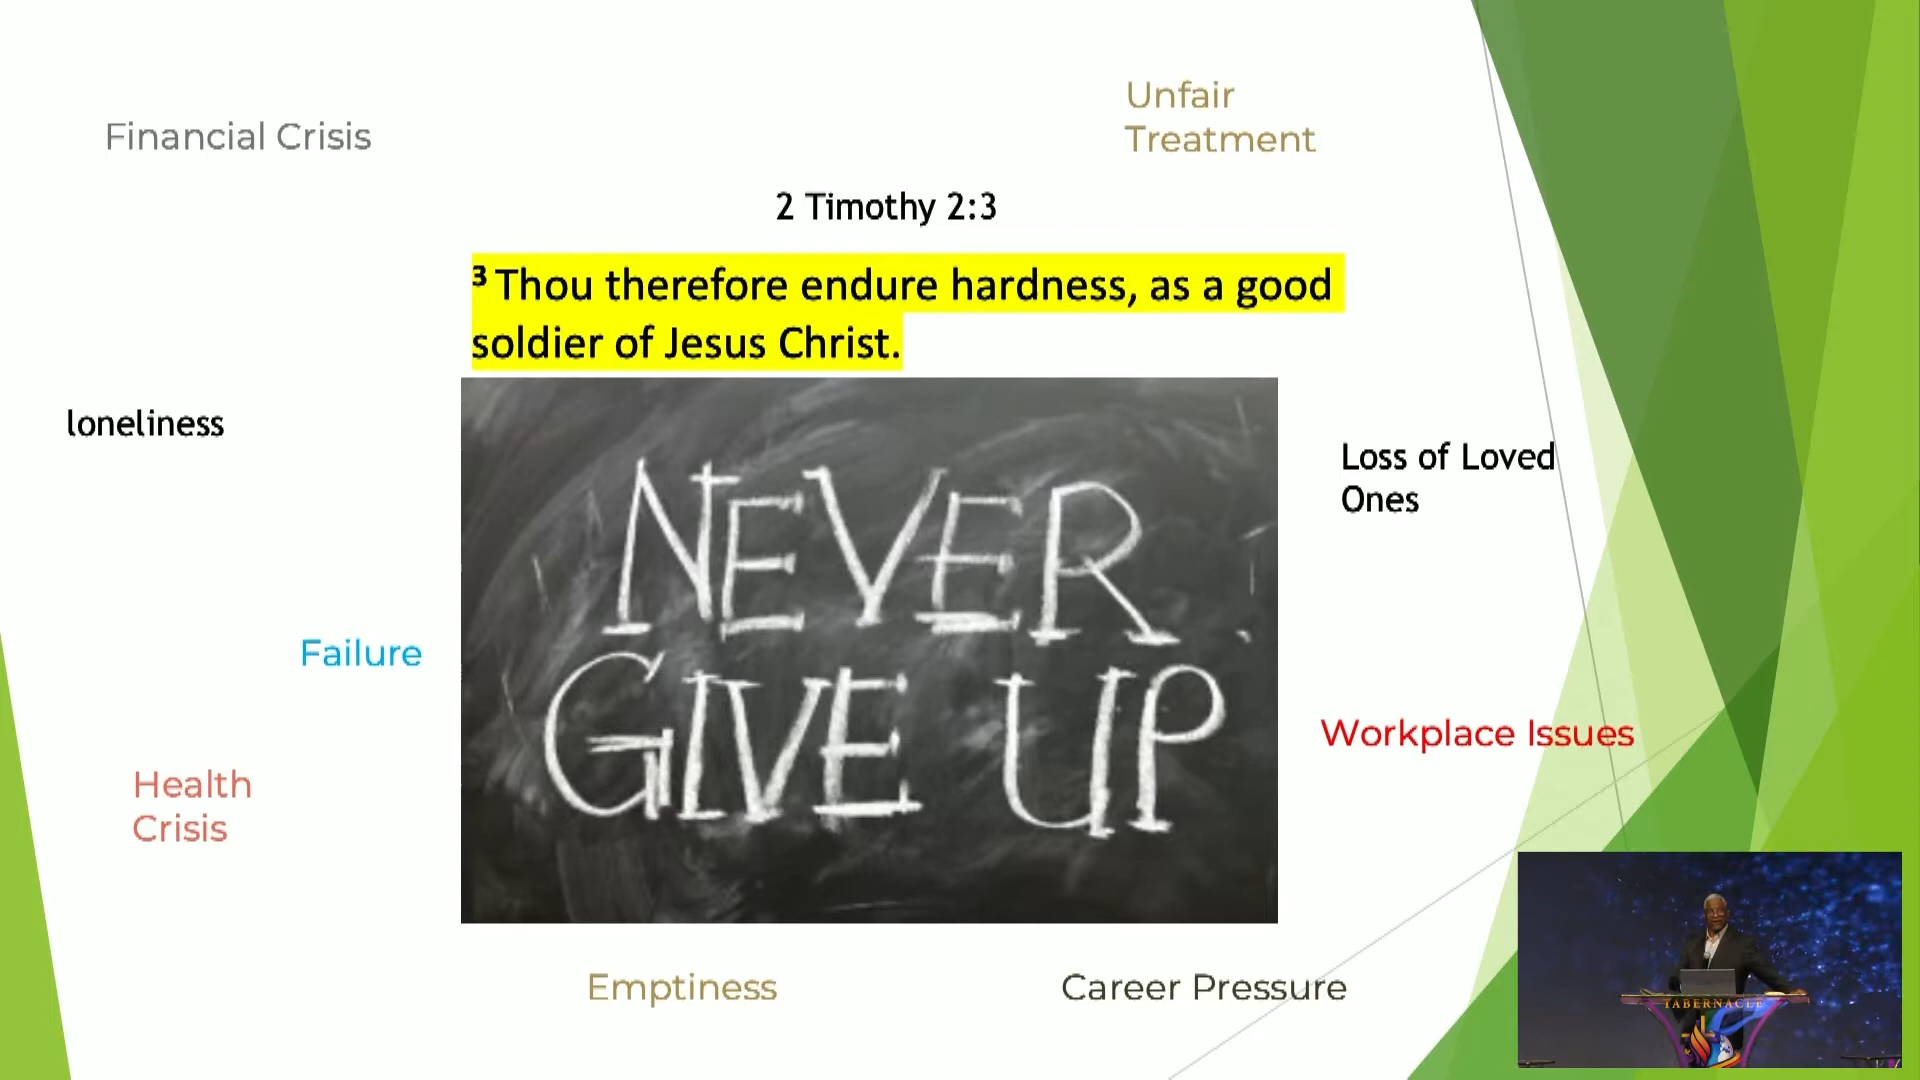 Financial Crisis
Unfair
Treatment
2 Timothy 2:3
³ Thou therefore endure hardness, as a good
soldier of Jesus Christ.
loneliness
Loss of Loved
Ones
NEVER
GIVE UP
Failure
Workplace Issues
Health
Crisis
Emptiness
Career Pressure
TABERNACLE